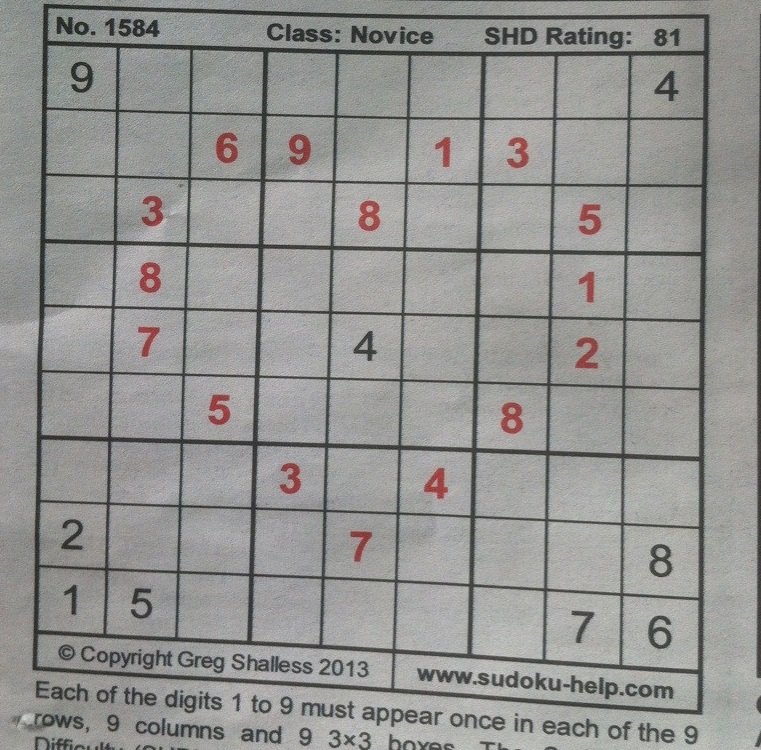 No. 1584 Class: Novice SHD Rating: 81
9 4
6 9 1 3
3 8 5
8 1
7 4 2
5 8
3 4
2 7 8
1 5 7 6
© Copyright Greg Shalless 2013 www.sudoku-help.com
Each of the digits 1 to 9 must appear once in each of the 9
rows, 9 columns and 9 3×3 boxes. The